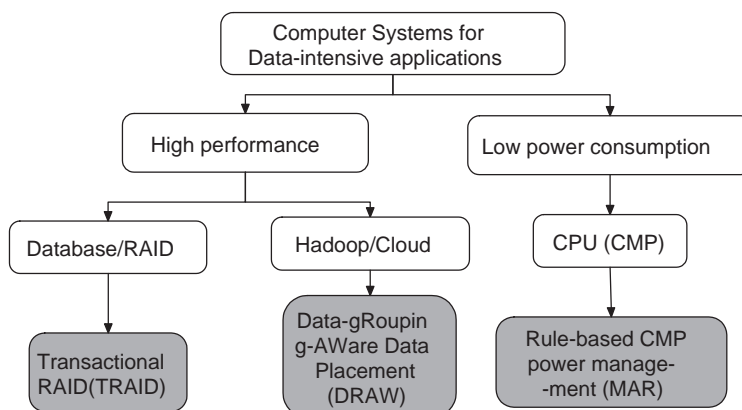 Computer Systems for
Data-intensive applications
High performance
Low power consumption
Database/RAID
Hadoop/Cloud
CPU (CMP)
Transactional
RAID(TRAID)
Data-gRoupin
g-AWare Data
Placement
(DRAW)
Rule-based CMP
power manage-
-ment (MAR)